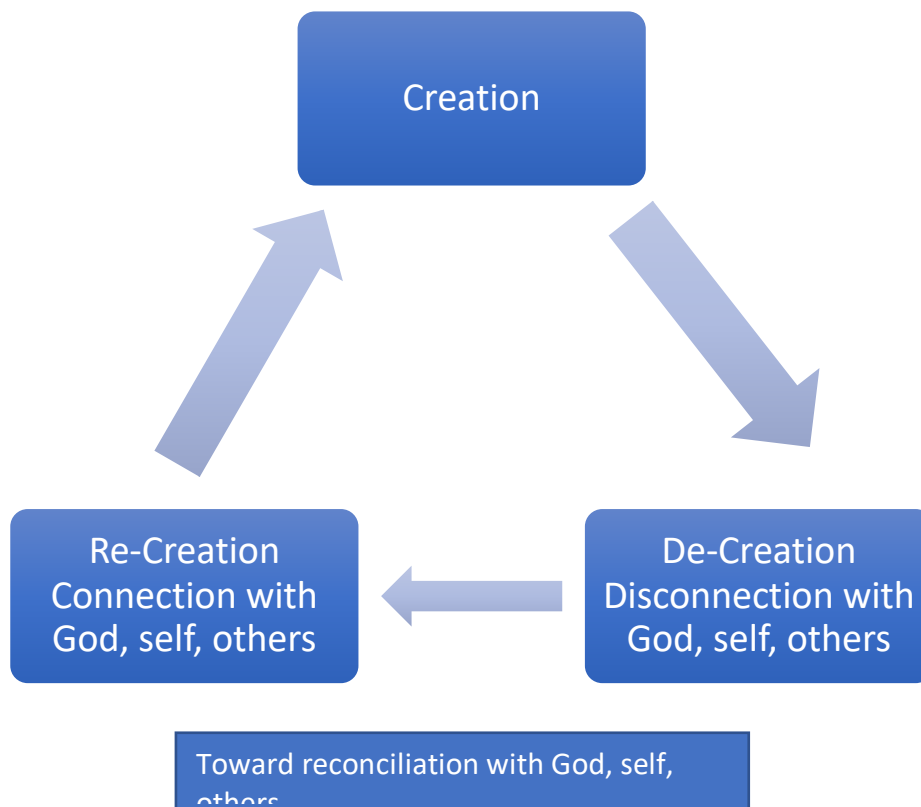 Creation
Re-Creation
Connection with
God, self, others
De-Creation
Disconnection with
God, self, others
Toward reconciliation with God, self,
others